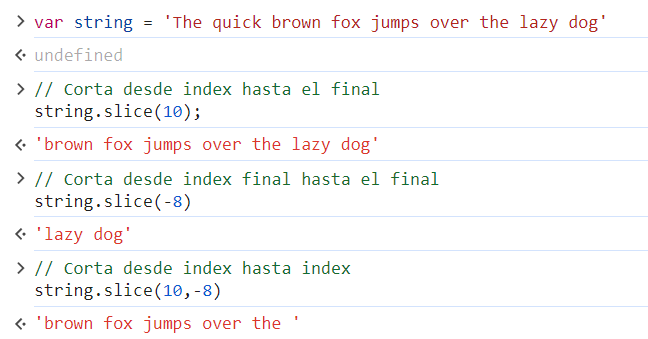 var string = 'The quick brown fox jumps over the lazy dog'
undefined
// Corta desde index hasta el final
string.slice(10);
'brown fox jumps over the lazy dog'
// Corta desde index final hasta el final
string.slice(-8)
'lazy dog'
// Corta desde index hasta index
string.slice(10,-8)
'brown fox jumps over the '